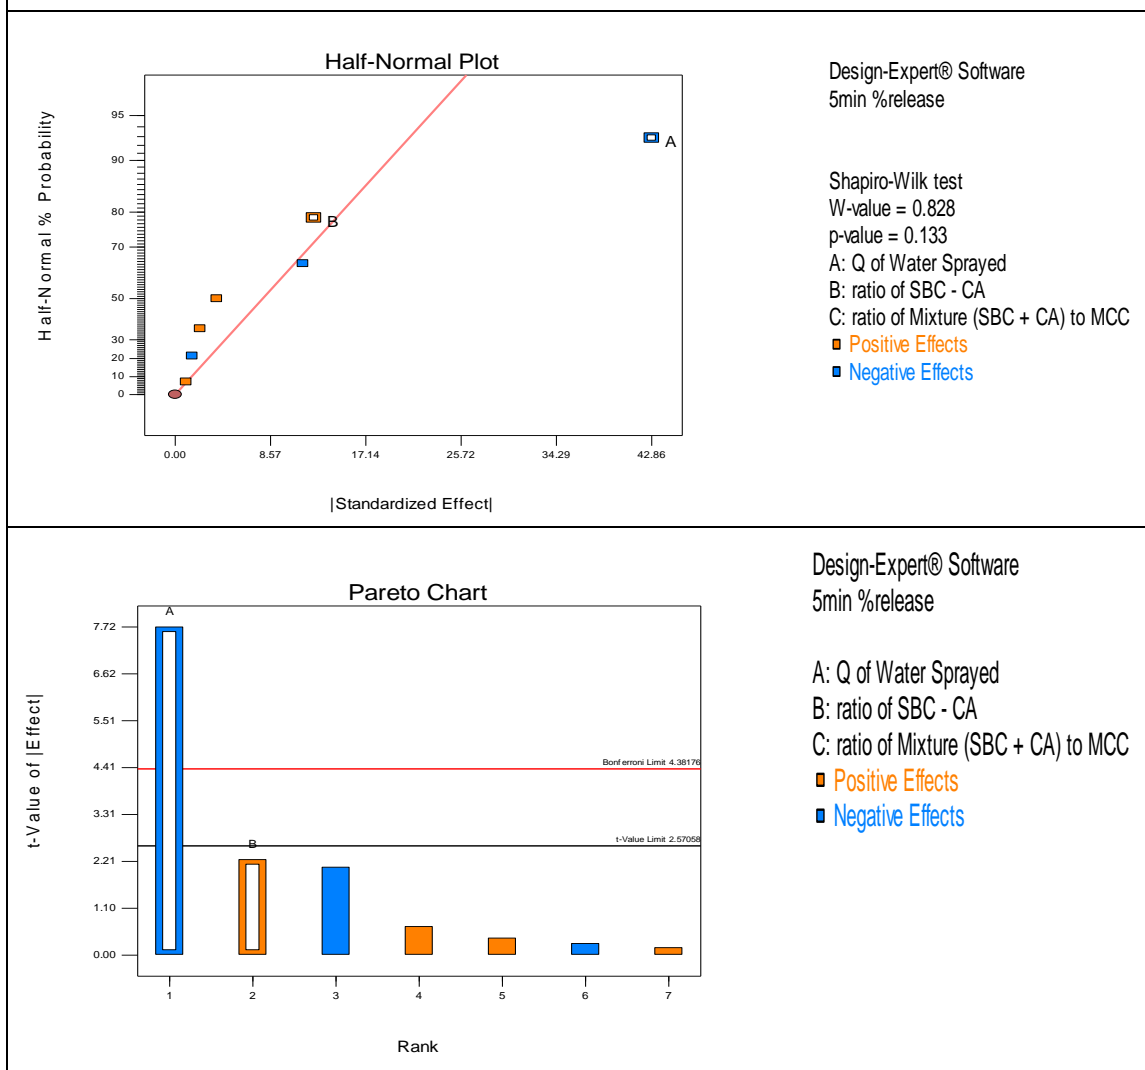 Half-Normal Plot
Half-Normal % Probability
95
90
80
70
50
30
20
10
0
A
B
0.00 8.57 17.14 25.72 34.29 42.86
|Standardized Effect|
Design-Expert® Software
5min %release
Shapiro-Wilk test
W-value = 0.828
p-value = 0.133
A: Q of Water Sprayed
B: ratio of SBC - CA
C: ratio of Mixture (SBC + CA) to MCC
Positive Effects
Negative Effects
Pareto Chart
t-Value of |Effect|
7.72
6.62
5.51
4.41
3.31
2.21
1.10
0.00
A
Bonferroni Limit 4.38176
t-Value Limit 2.57058
B
1 2 3 4 5 6 7
Rank
Design-Expert® Software
5min %release
A: Q of Water Sprayed
B: ratio of SBC - CA
C: ratio of Mixture (SBC + CA) to MCC
Positive Effects
Negative Effects